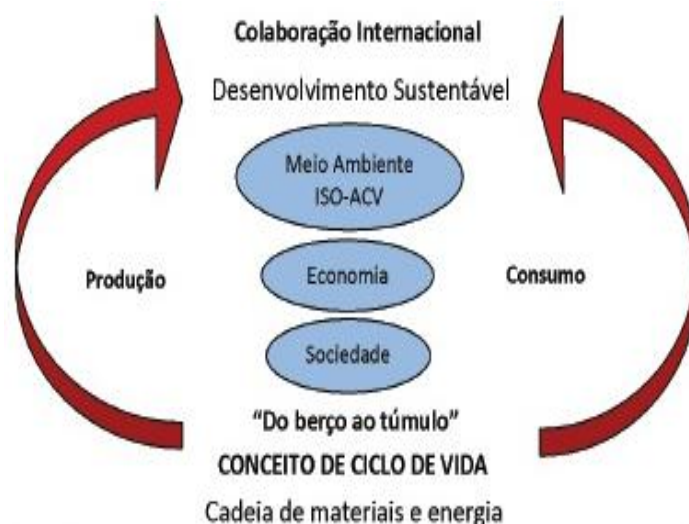 Colaboração Internacional
Desenvolvimento Sustentável
Meio Ambiente
ISO-ACV
Produção
Economia
Consumo
Sociedade
“Do berço ao túmulo”
CONCEITO DE CICLO DE VIDA
Cadeia de materiais e energia